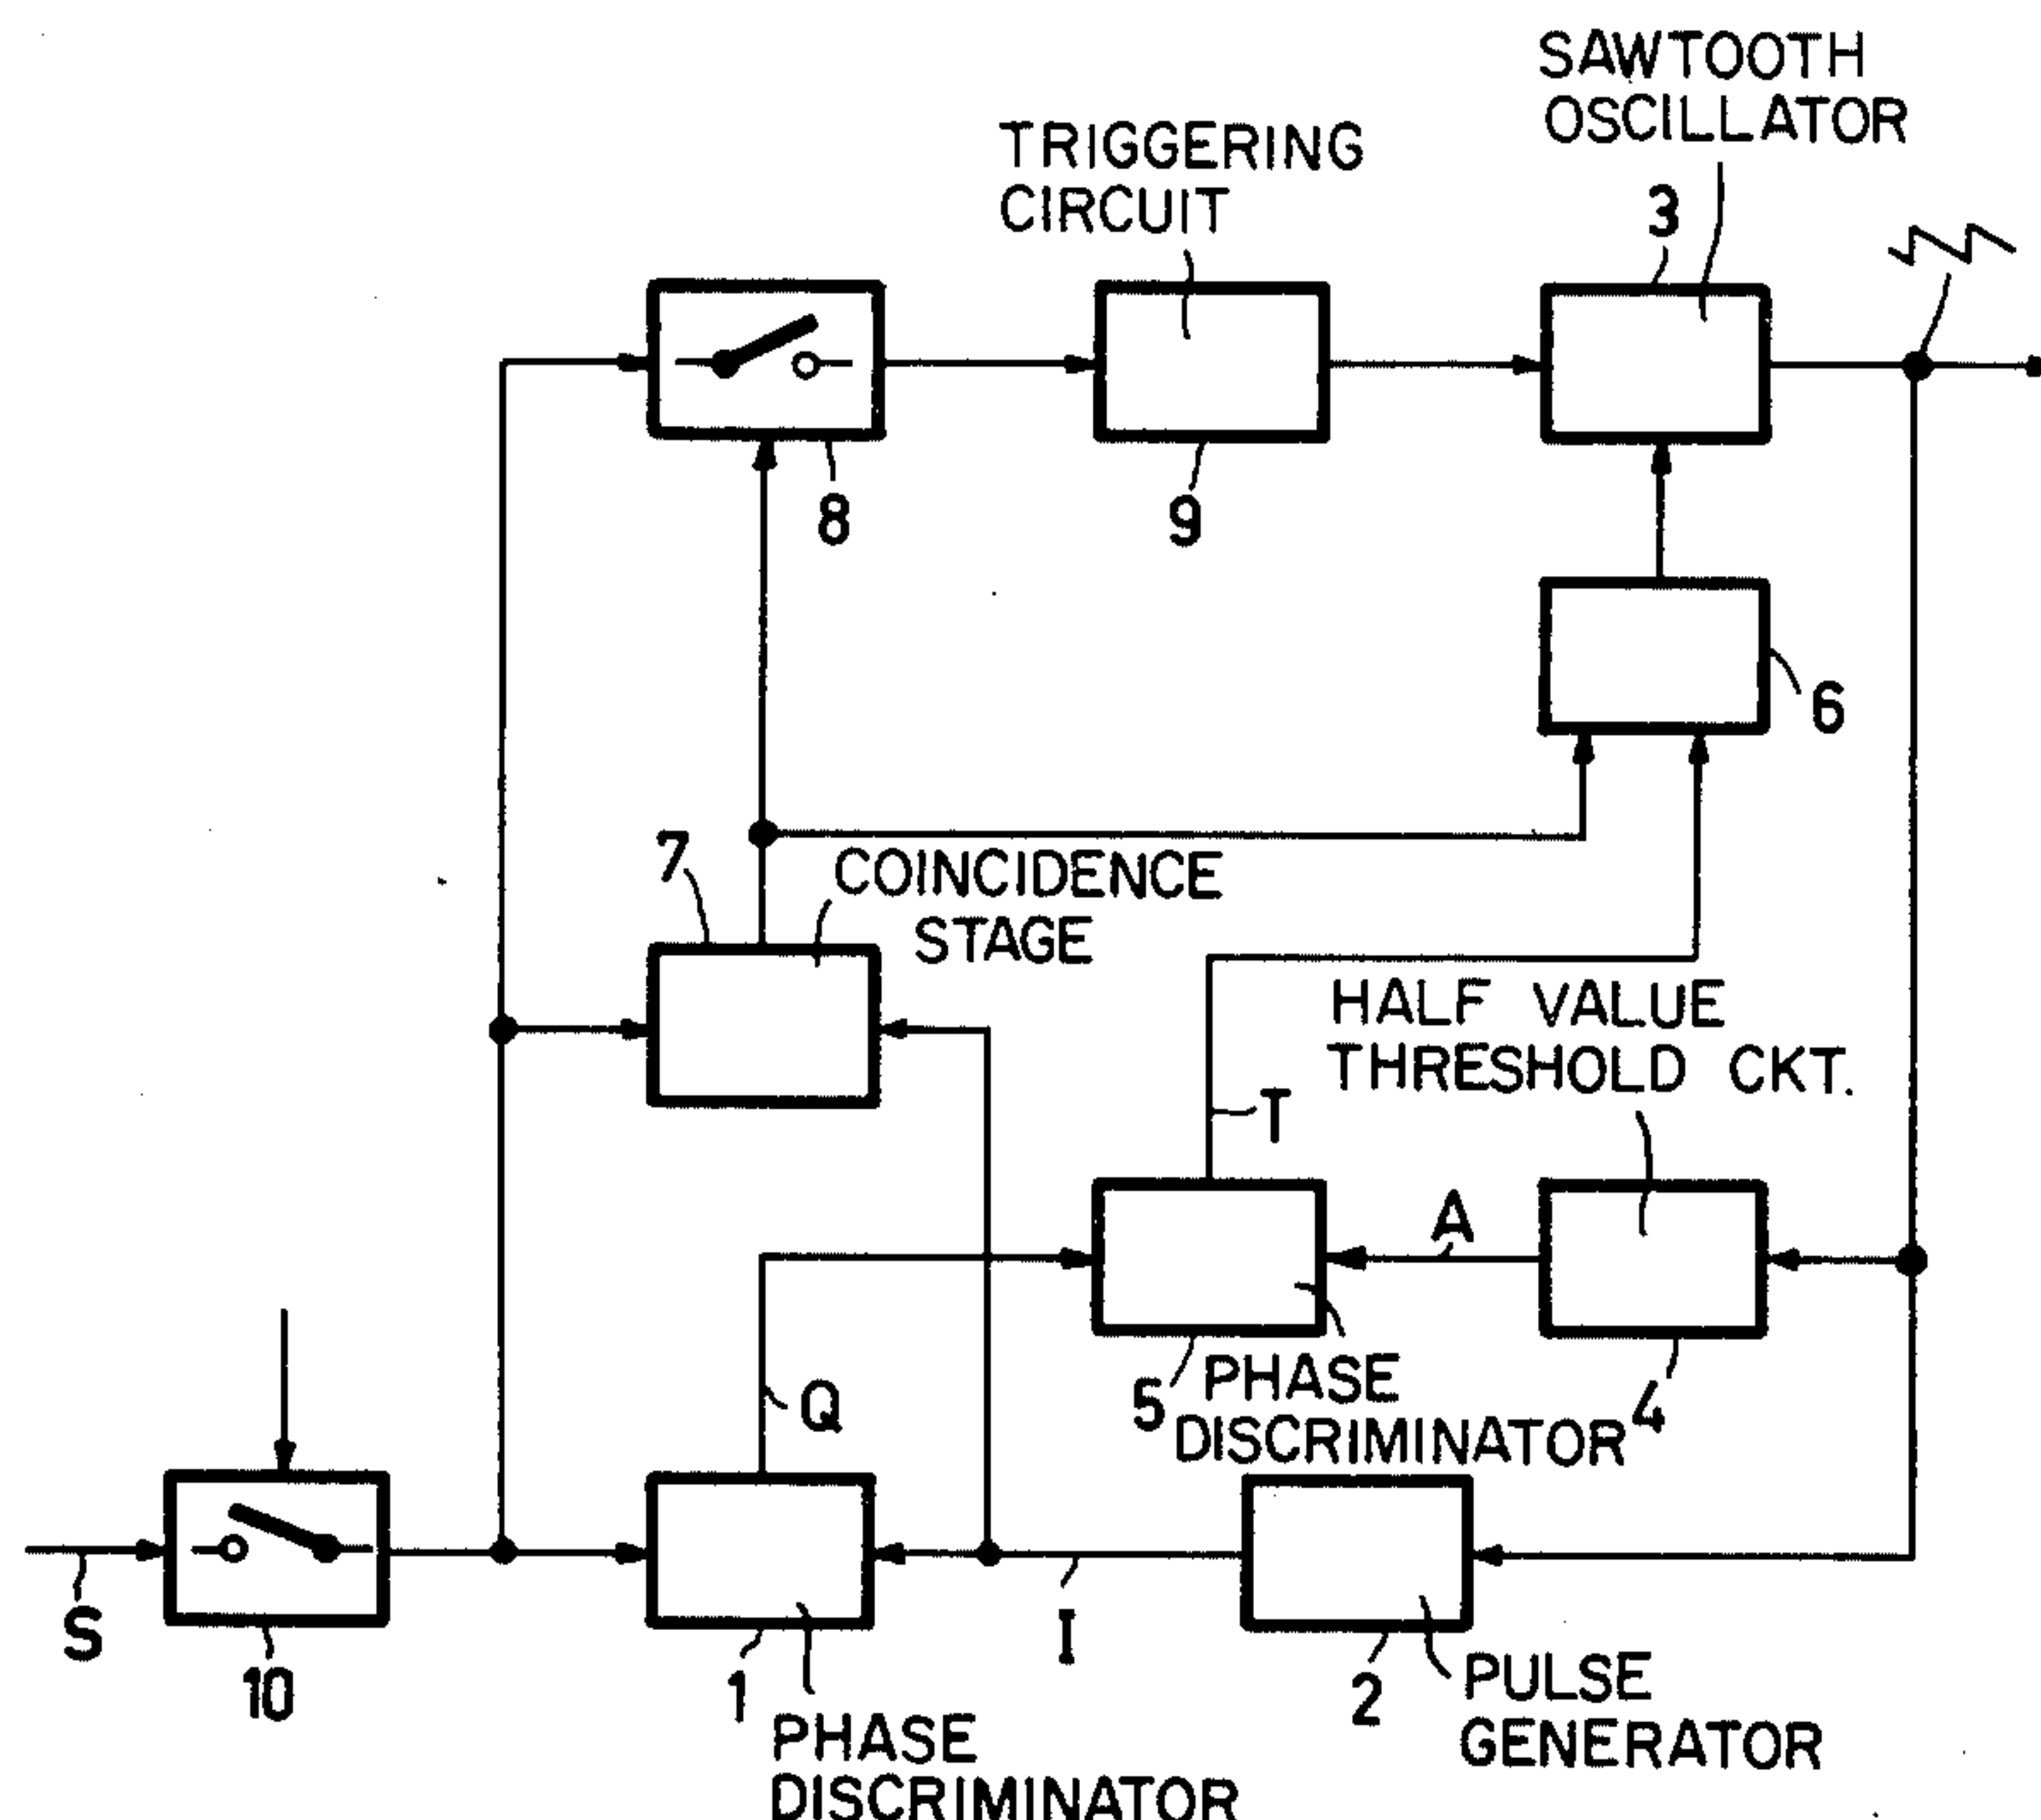 SAWTOOTH
OSCILLATOR
TRIGGERING
CIRCUIT
3
8
9
6
7
COINCIDENCE
STAGE
HALF VALUE
THRESHOLD CKT.
T
A
Q
5
PHASE
DISCRIMINATOR
4
S
10
1
I
2
PULSE
GENERATOR
PHASE
DISCRIMINATOR